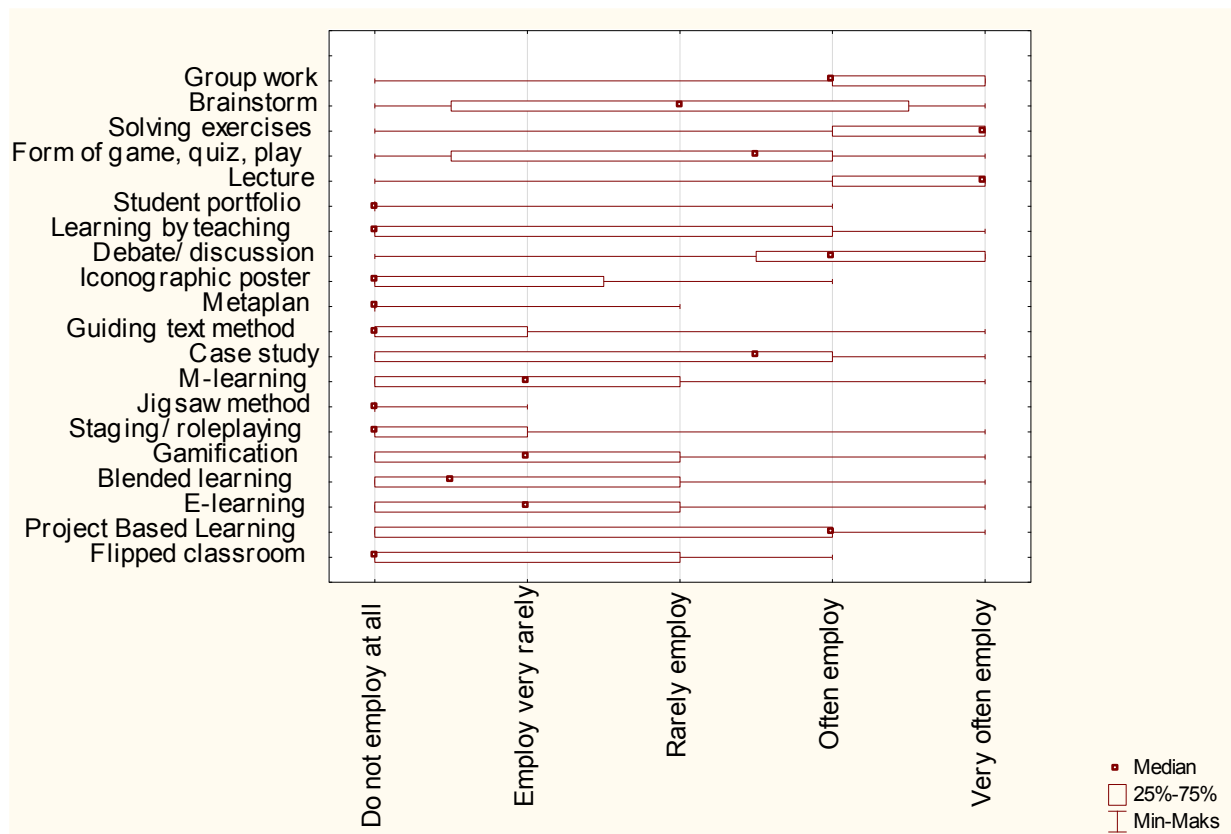 Group work
Brainstorm
Solving exercises
Form of game, quiz, play
Lecture
Student portfolio
Learning by teaching
Debate/ discussion
Iconographic poster
Metaplan
Guiding text method
Case study
M-learning
Jigsaw method
Staging/ roleplaying
Gamification
Blended learning
E-learning
Project Based Learning
Flipped classroom
Do not employ at all
Employ very rarely
Rarely employ
Often employ
Very often employ
Median
25%-75%
Min-Maks